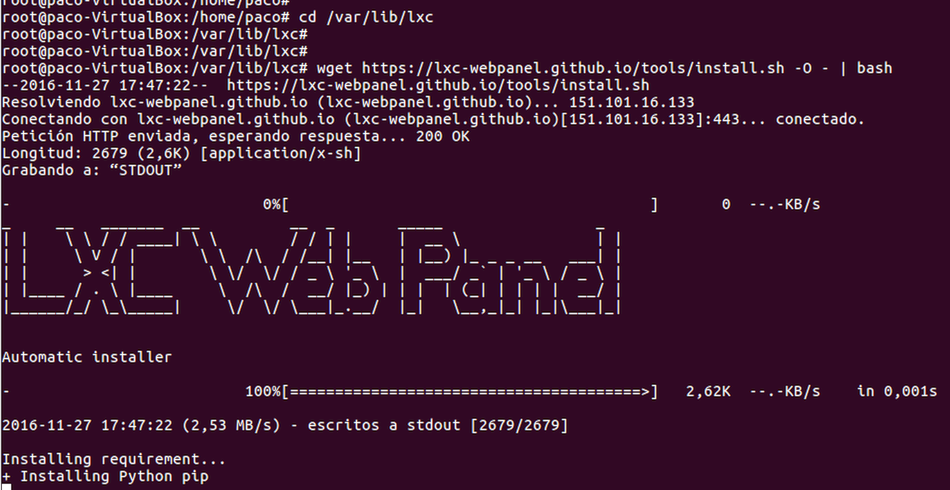 root@paco-VirtualBox:/home/paco#
root@paco-VirtualBox:/home/paco# cd /var/lib/lxc
root@paco-VirtualBox:/var/lib/lxc#
root@paco-VirtualBox:/var/lib/lxc#
root@paco-VirtualBox:/var/lib/lxc# wget https://lxc-webpanel.github.io/tools/install.sh -O - | bash
--2016-11-27 17:47:22--  https://lxc-webpanel.github.io/tools/install.sh
Resolviendo lxc-webpanel.github.io (lxc-webpanel.github.io)... 151.101.16.133
Conectando con lxc-webpanel.github.io (lxc-webpanel.github.io)[151.101.16.133]:443... conectado.
Petición HTTP enviada, esperando respuesta... 200 OK
Longitud: 2679 (2,6K) [application/x-sh]
Grabando a: “STDOUT”
- 0%[ ] 0 --.-KB/s
LXC Web Panel
Automatic installer
- 100%[=======================================>] 2,62K --.-KB/s in 0,001s
2016-11-27 17:47:22 (2,53 MB/s) - escritos a stdout [2679/2679]
Installing requirement...
+ Installing Python pip